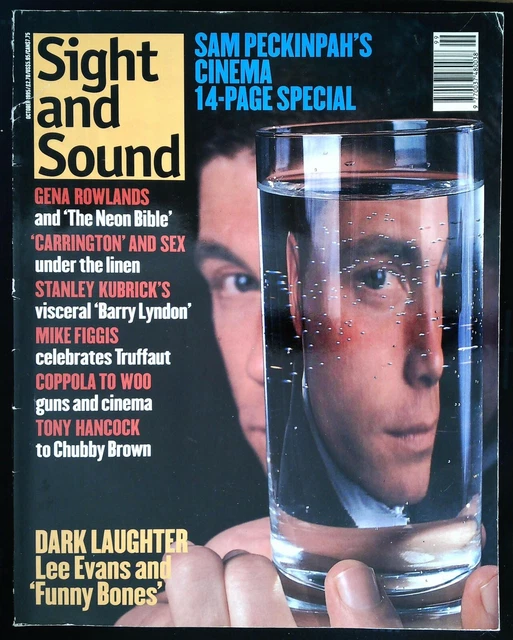 Sight
and
Sound
SAM PECKINPAH'S
CINEMA
14-PAGE SPECIAL
GENA ROWLANDS
and 'The Neon Bible'
'CARRINGTON' AND SEX
under the linen
STANLEY KUBRICK'S
visceral 'Barry Lyndon'
MIKE FIGGIS
celebrates Truffaut
COPPOLA TO WOO
guns and cinema
TONY HANCOCK
to Chubby Brown
DARK LAUGHTER
Lee Evans and
'Funny Bones'